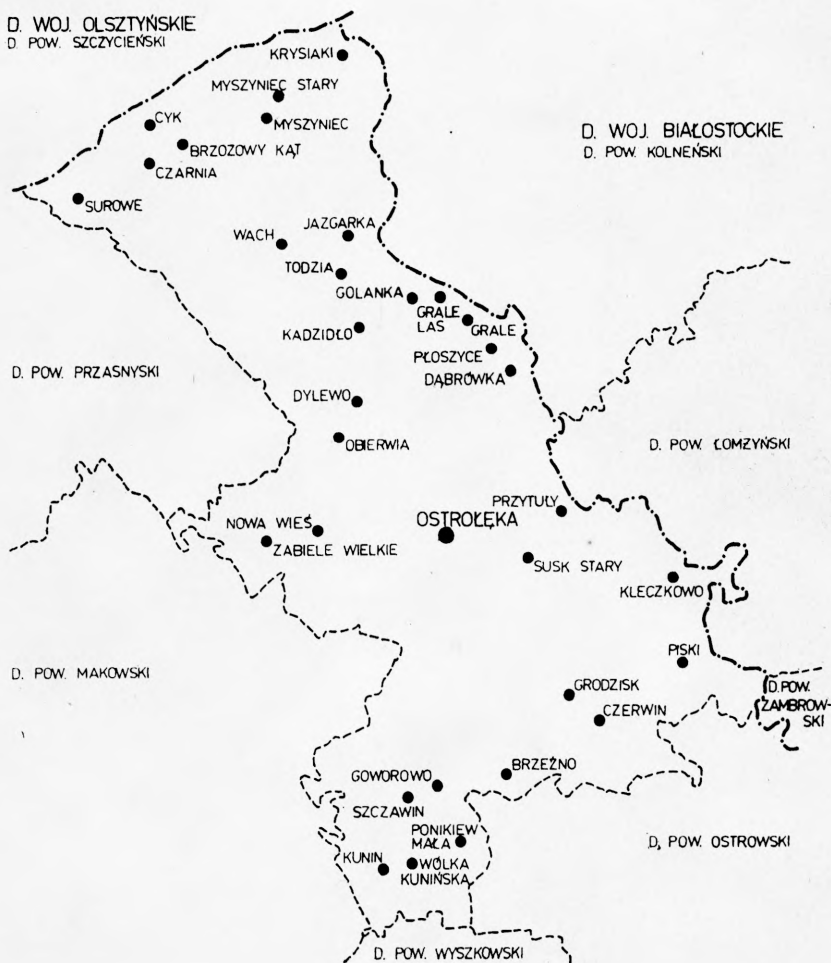 D. WOJ. OLSZTYŃSKIE
D. POW. SZCZYCIEŃSKI
KRYSIAKI
MYSZYNIEC STARY
CYK
MYSZYNIEC
D. WOJ. BIAŁOSTOCKIE
D. POW. KOLNEŃSKI
BRZOZOWY KĄT
CZARNIA
SUROWE
JAZGARKA
WACH
TODZIA
GOLANKA
GRALE
LAS
GRALE
KADZIDŁO
PŁOSZYCE
DĄBRÓWKA
D. POW. PRZASNYSKI
DYLEWO
OBIERWIA
D. POW. ŁOMŻYŃSKI
PRZYTUŁY
OSTROŁĘKA
NOWA WIEŚ
ZABIELE WIELKIE
SUSK STARY
KLECZKOWO
PISKI
D. POW. MAKOWSKI
GRODZISK
D. POW.
ZAMBROW-
SKI
CZERWIN
BRZEŹNO
GOWOROWO
SZCZAWIN
PONIKIEW
MAŁA
D, POW. OSTROWSKI
KUNIN
WÓLKA
KUNIŃSKA
D. POW. WYSZKOWSKI